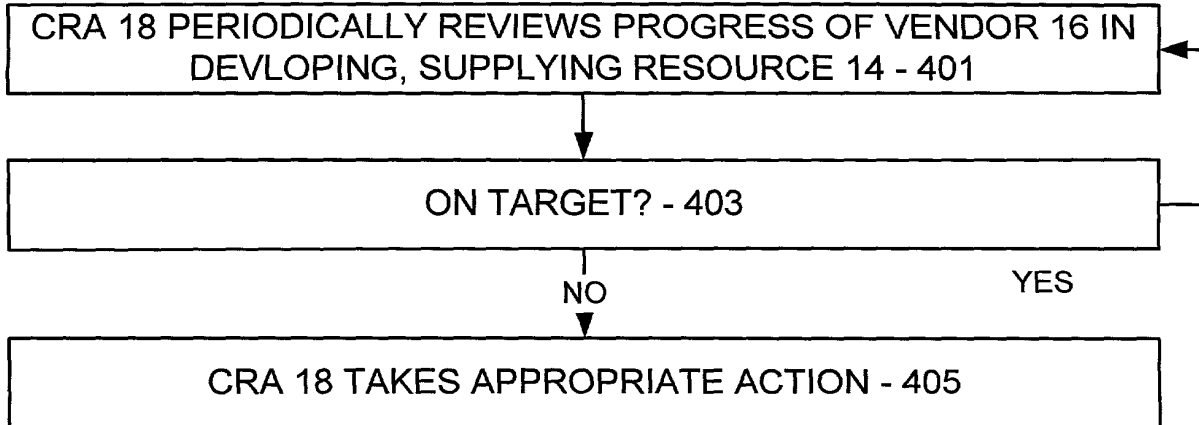 CRA 18 PERIODICALLY REVIEWS PROGRESS OF VENDOR 16 IN
DEVLOPING, SUPPLYING RESOURCE 14 - 401
ON TARGET? - 403
NO
YES
CRA 18 TAKES APPROPRIATE ACTION - 405